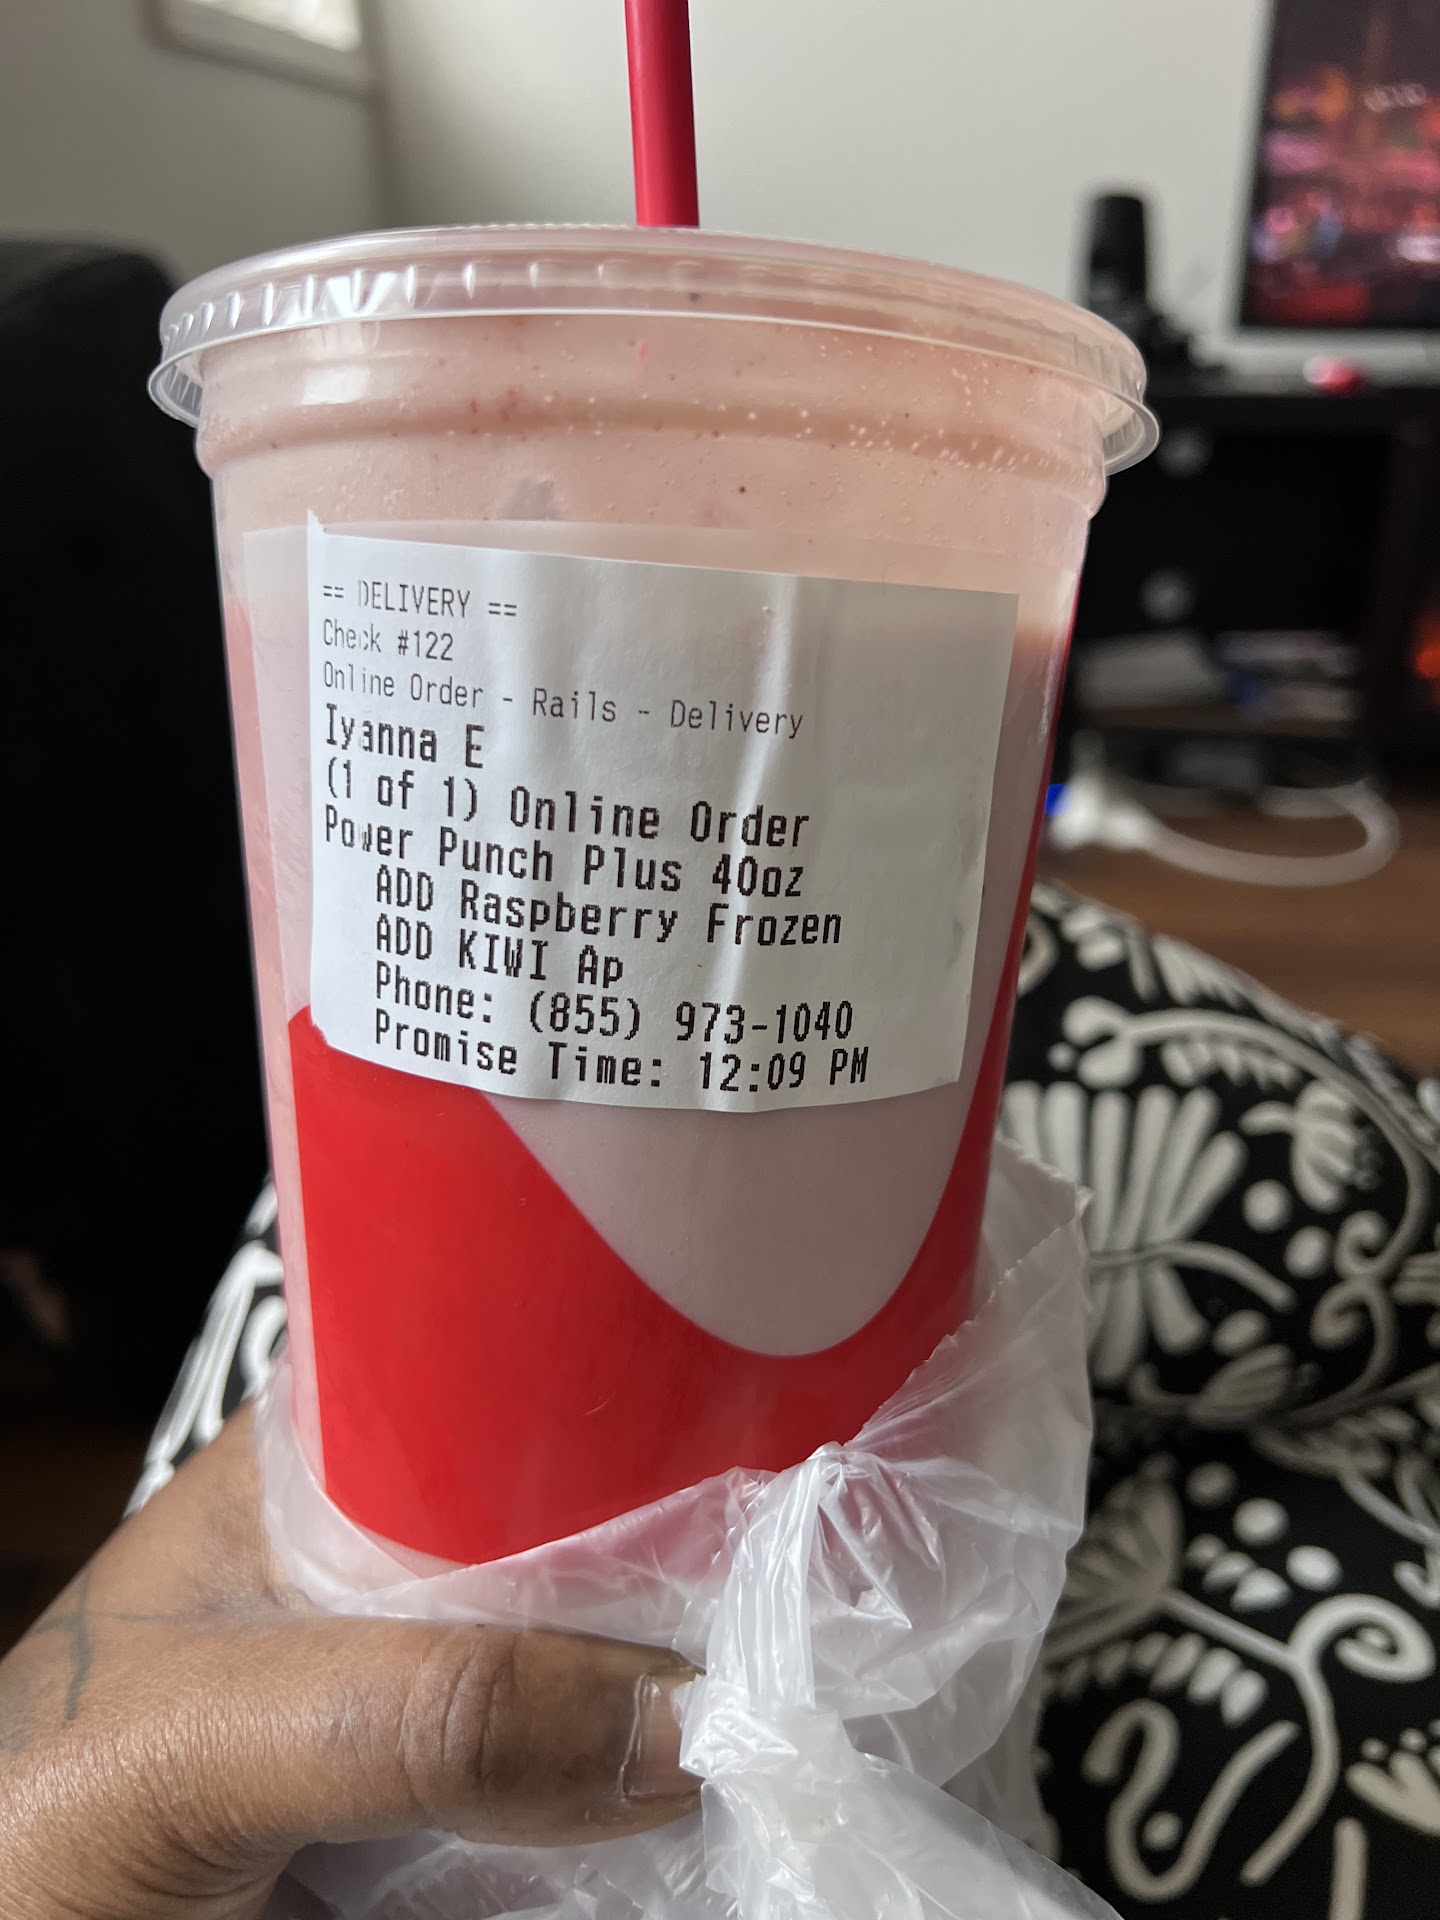 == DELIVERY ==
Check #122
Online Order - Rails - Delivery
Iyanna E
(1 of 1) Online Order
Power Punch Plus 40oz
ADD Raspberry Frozen
ADD KIWI Ap
Phone: (855) 973-1040
Promise Time: 12:09 PM